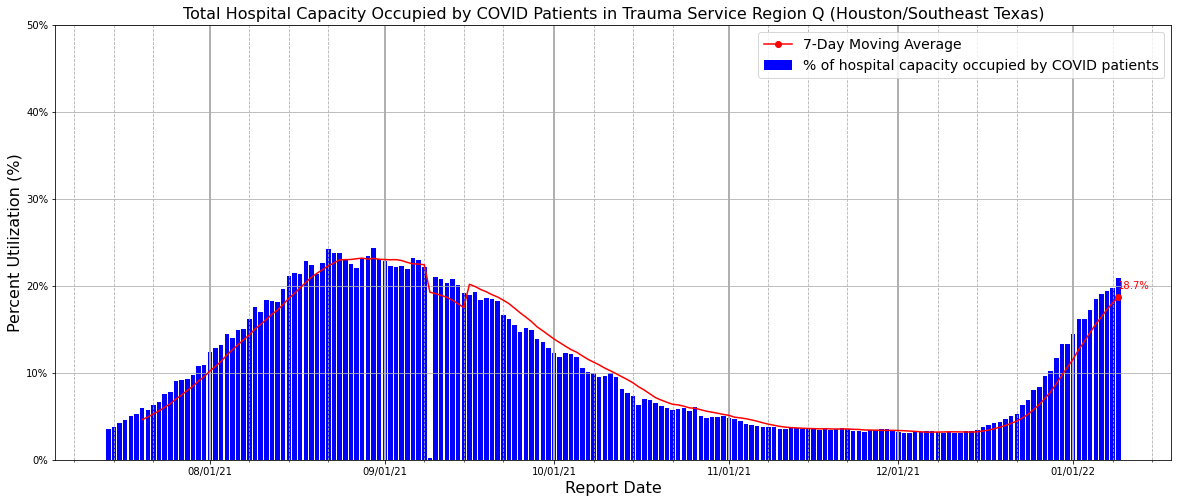 Total Hospital Capacity Occupied by COVID Patients in Trauma Service Region Q (Houston/Southeast Texas)
50%
7-Day Moving Average
% of hospital capacity occupied by COVID patients
40%
30%
20%
10%
0%
Percent Utilization (%)
18.7%
08/01/21
09/01/21
10/01/21
11/01/21
12/01/21
01/01/22
Report Date